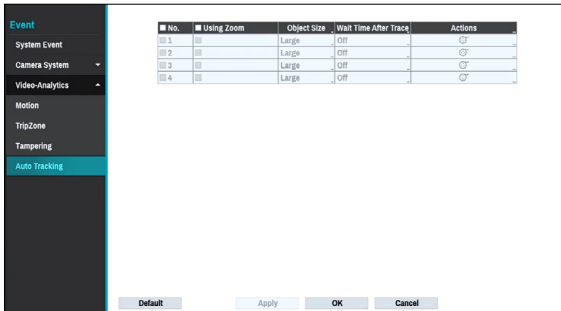 Event
System Event
Camera System
Video-Analytics
Motion
TripZone
Tampering
Auto Tracking
No. Using Zoom Object Size Wait Time After Trace Actions
1 Large Off
2 Large Off
3 Large Off
4 Large Off
Default Apply OK Cancel